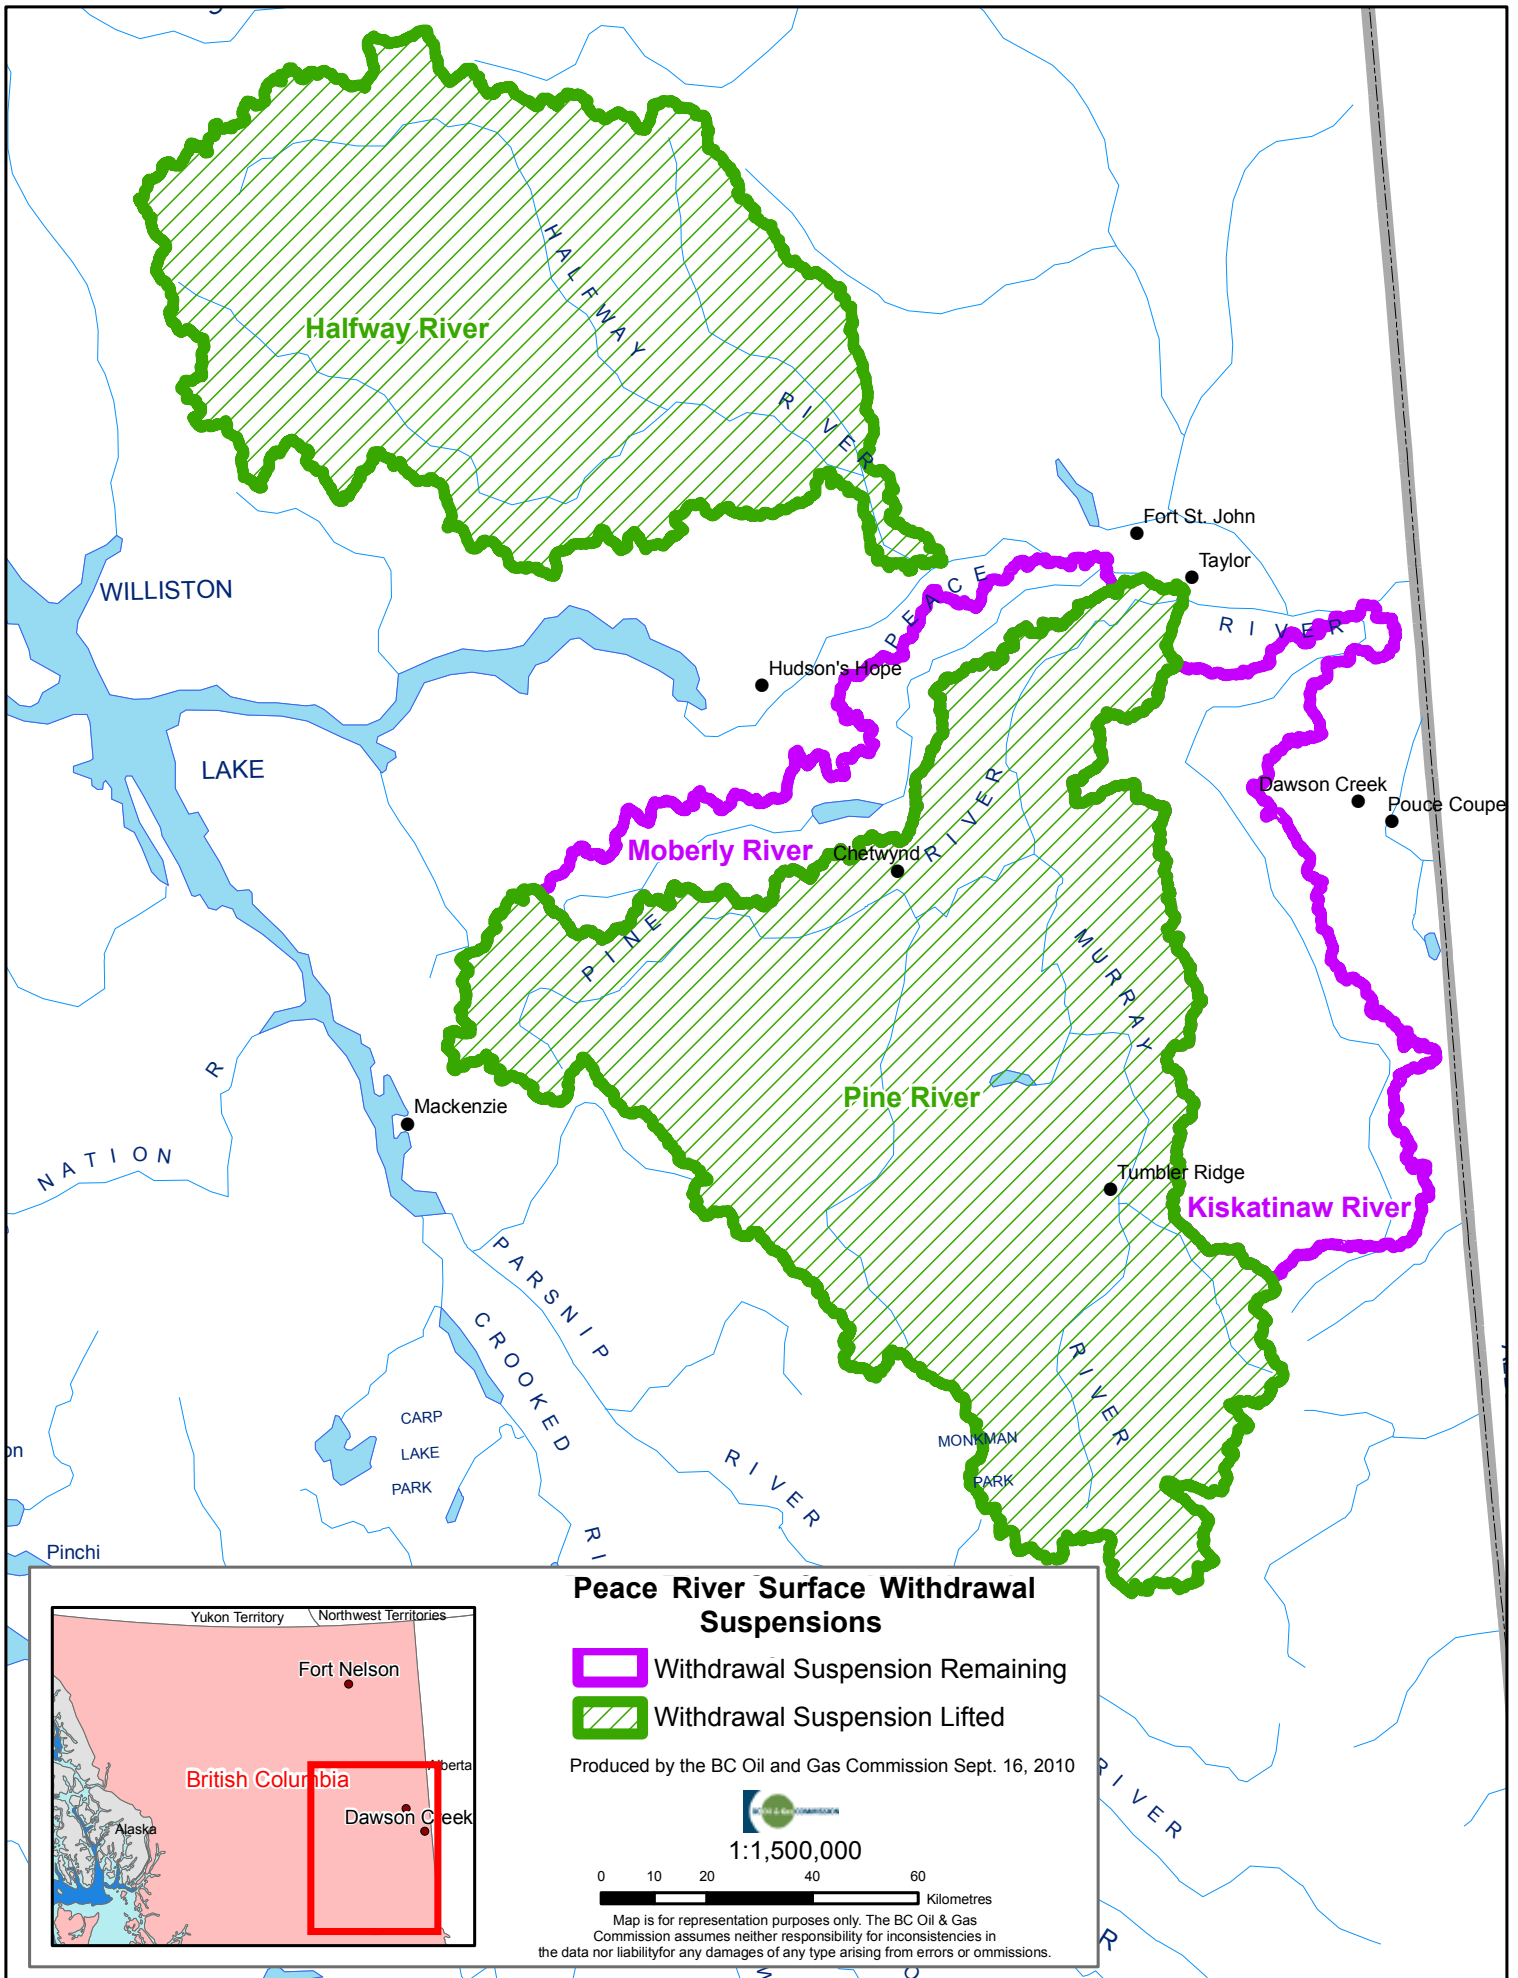 HALFWAY
RIVER
Halfway River
Fort St. John
Taylor
WILLISTON
PEACE
RIVER
Hudson's Hope
LAKE
Dawson Creek
Pouce Coupe
RIVER
Moberly River
Chetwynd
PINE
MURRAY
R
Pine River
Mackenzie
NATION
Tumbler Ridge
Kiskatinaw River
PARSNIP
CROOKED
RIVER
CARP
LAKE
PARK
MONKMAN
PARK
RIVER
on
RI
Pinchi
Peace River Surface Withdrawal
Suspensions
Withdrawal Suspension Remaining
Withdrawal Suspension Lifted
Produced by the BC Oil and Gas Commission Sept. 16, 2010
1:1,500,000
0 10 20 40 60
Kilometres
Map is for representation purposes only. The BC Oil & Gas
Commission assumes neither responsibility for inconsistencies in
the data nor liabilityfor any damages of any type arising from errors or ommissions.
Yukon Territory
Northwest Territories
Fort Nelson
Alberta
British Columbia
Dawson Creek
Alaska
RIVER
R